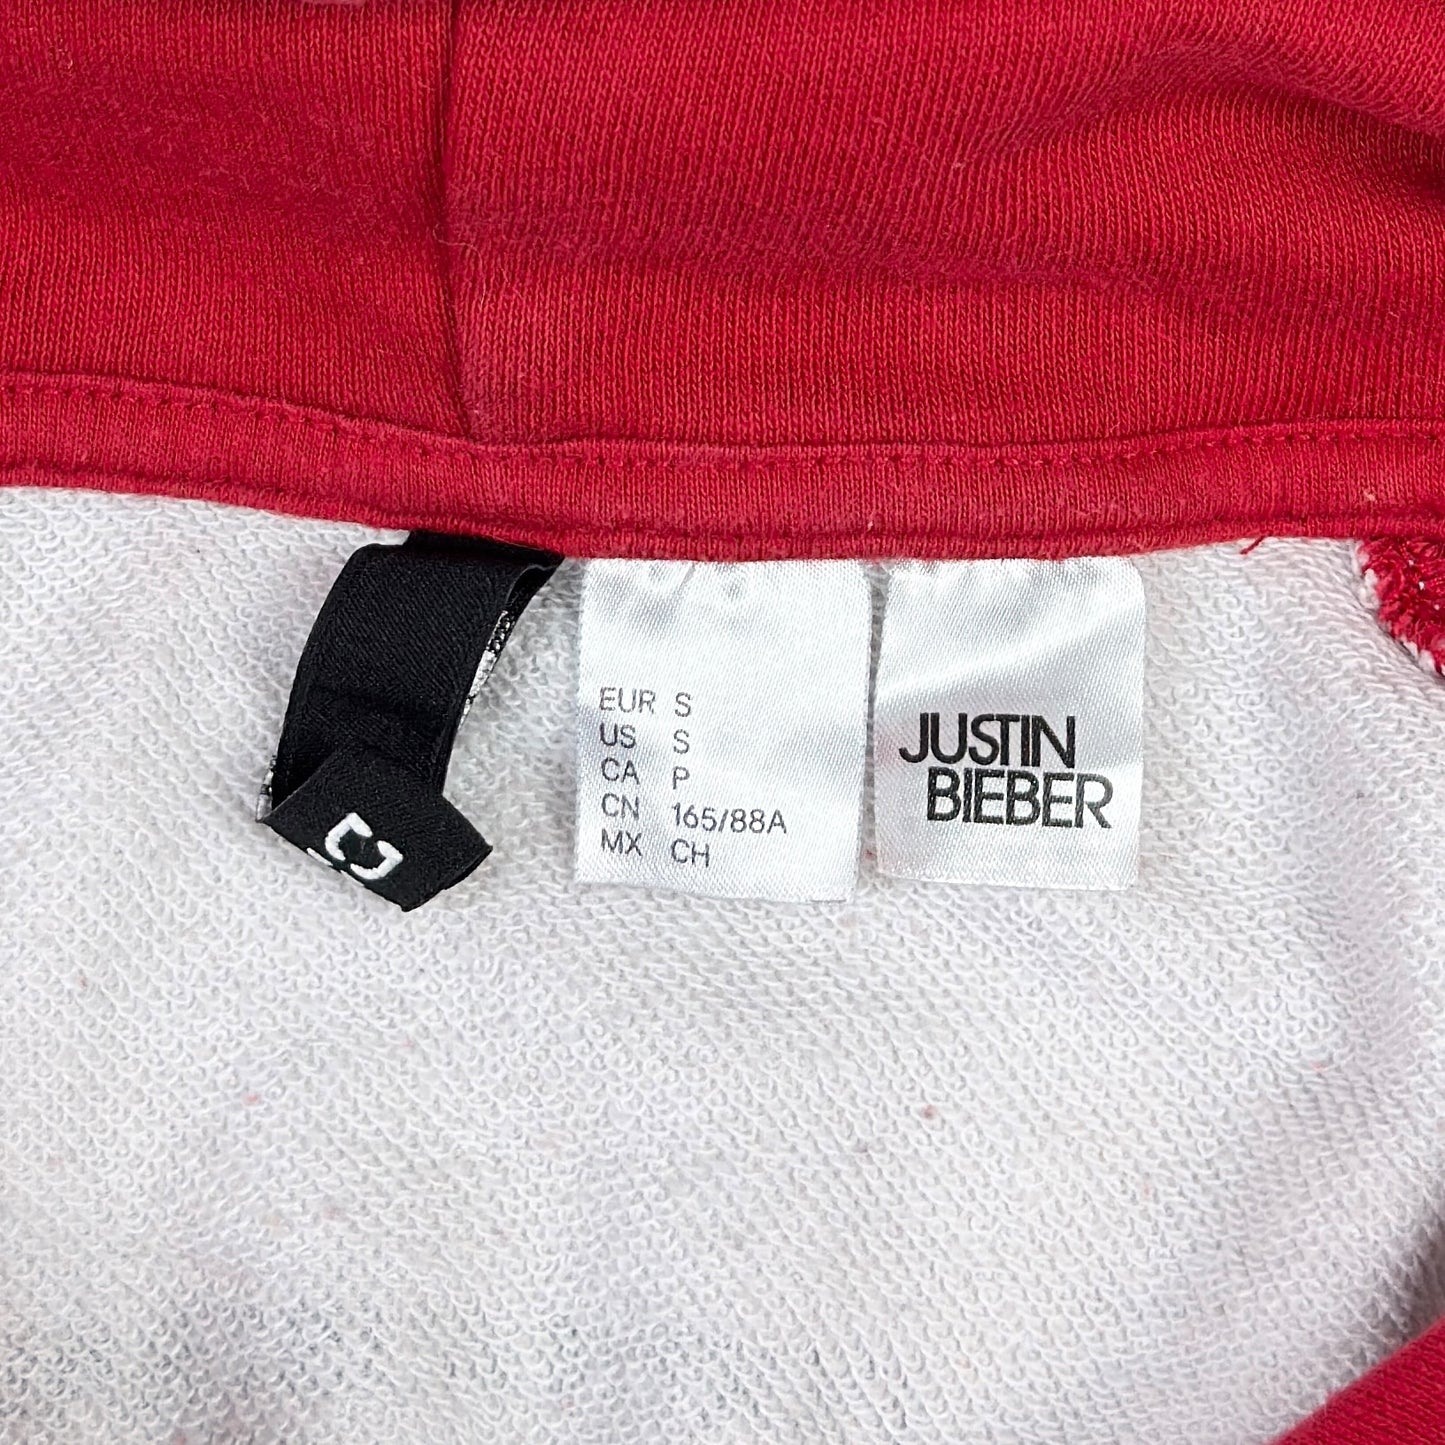 EUR S
US S
CA P
CN 165/88A
MX CH
JUSTIN
BIEBER